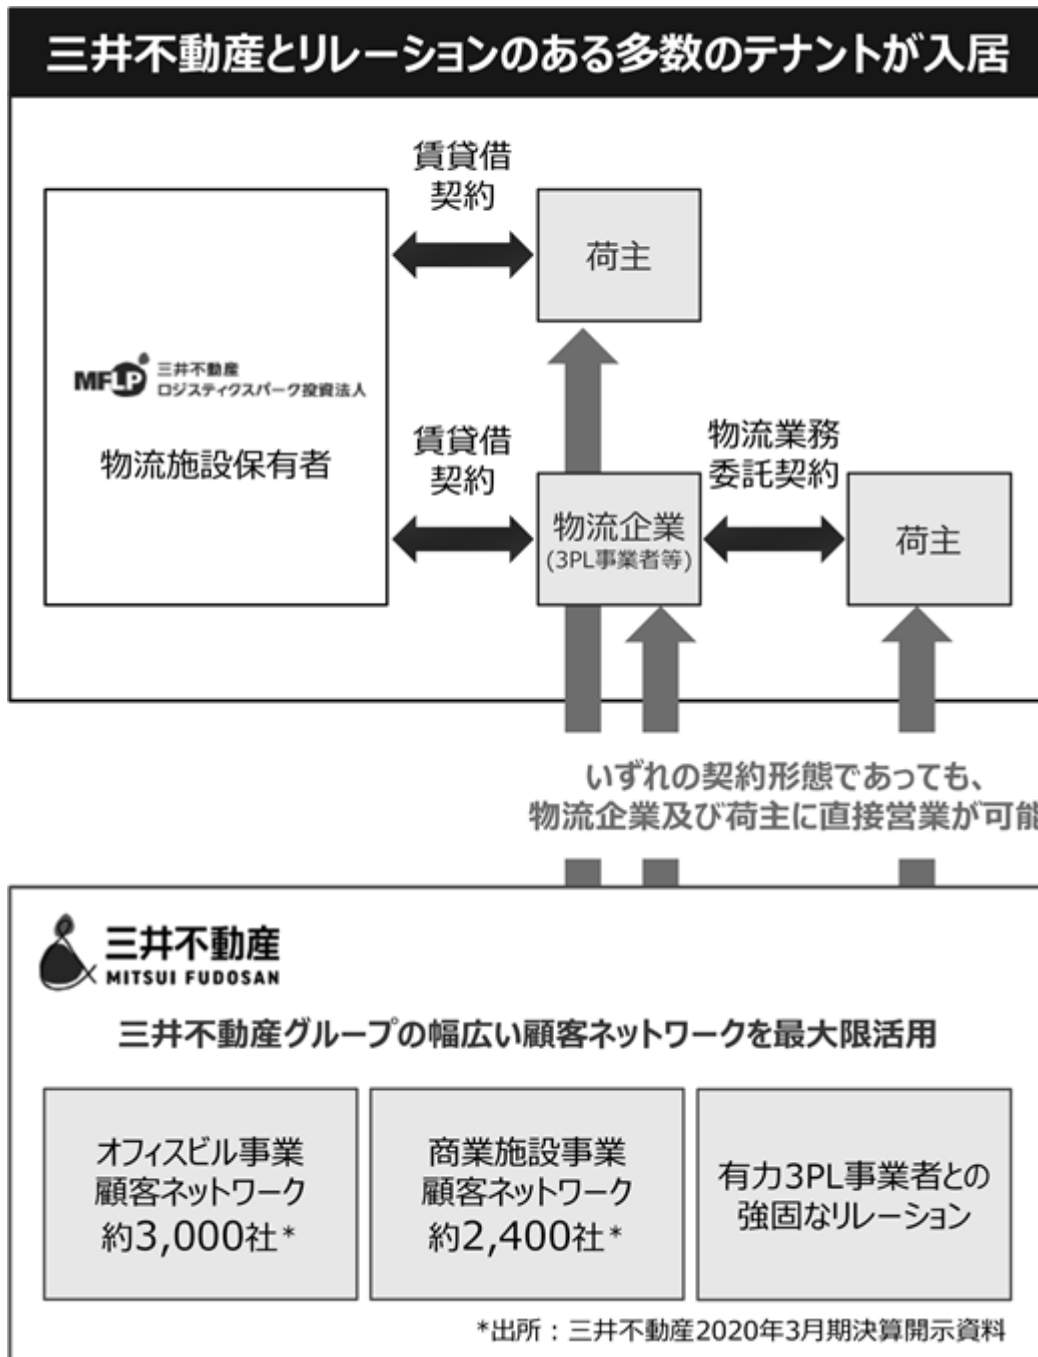 三井不動産とリレーションのある多数のテナントが入居
賃貸借
契約
荷主
MFLP 三井不動産
ロジスティクスパーク投資法人
物流施設保有者
賃貸借
契約
物流企業
(3PL事業者等)
物流業務
委託契約
荷主
いずれの契約形態であっても、
物流企業及び荷主に直接営業が可能
三井不動産
MITSUI FUDOSAN
三井不動産グループの幅広い顧客ネットワークを最大限活用
オフィスビル事業
顧客ネットワーク
約3,000社*
商業施設事業
顧客ネットワーク
約2,400社*
有力3PL事業者との
強固なリレーション
*出所：三井不動産2020年3月期決算開示資料